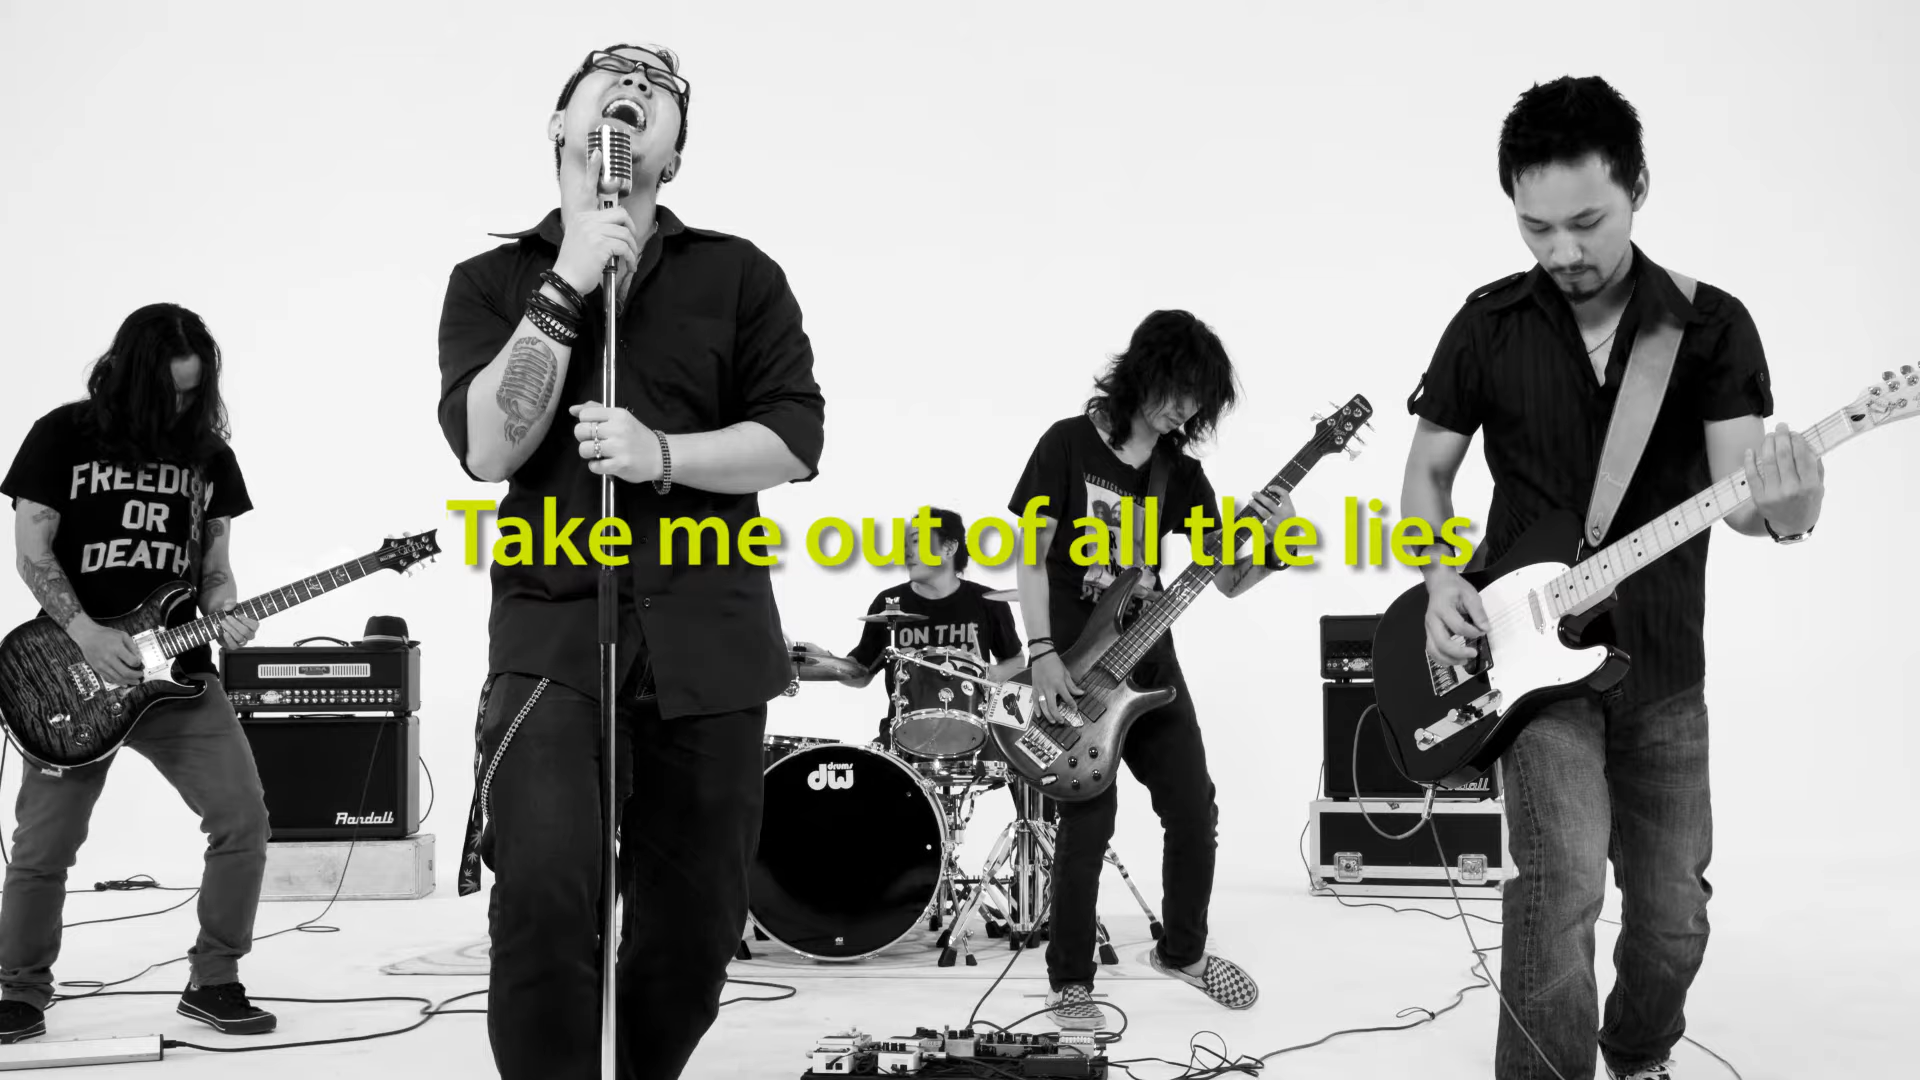 Take me out of all the lies
FREEDOM
OR
DEATH
ON THE
drums
dw
Randall